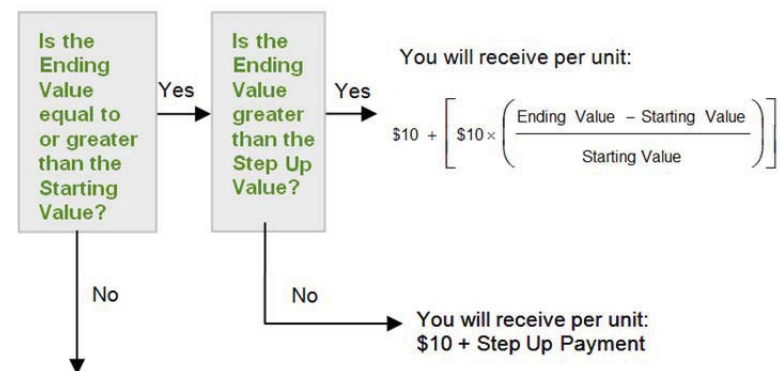 Is the
Ending
Value
equal to
or greater
than the
Starting
Value?
Yes
Is the
Ending
Value
greater
than the
Step Up
Value?
Yes
You will receive per unit:
$10 + [ $10 × ( Ending Value – Starting Value
Starting Value ) ]
No
No
You will receive per unit:
$10 + Step Up Payment